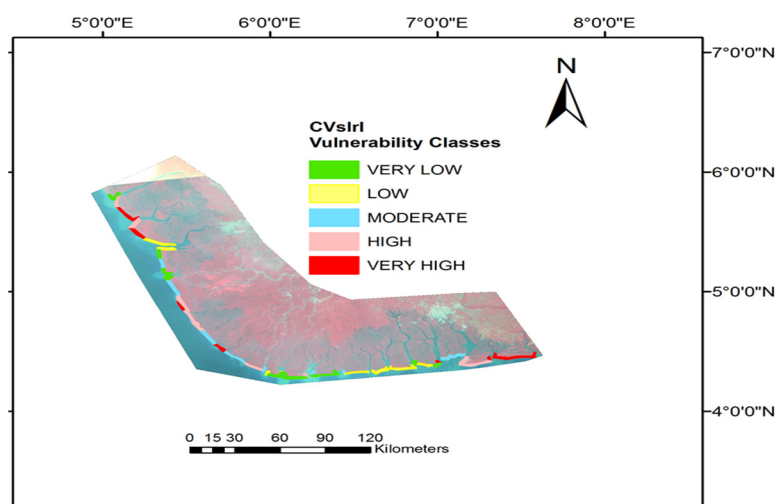 5°0'0"E 6°0'0"E 7°0'0"E 8°0'0"E
7°0'0"N
N
CVslrI
Vulnerability Classes
6°0'0"N
VERY LOW
LOW
MODERATE
HIGH
VERY HIGH
5°0'0"N
4°0'0"N
0 15 30 60 90 120
Kilometers